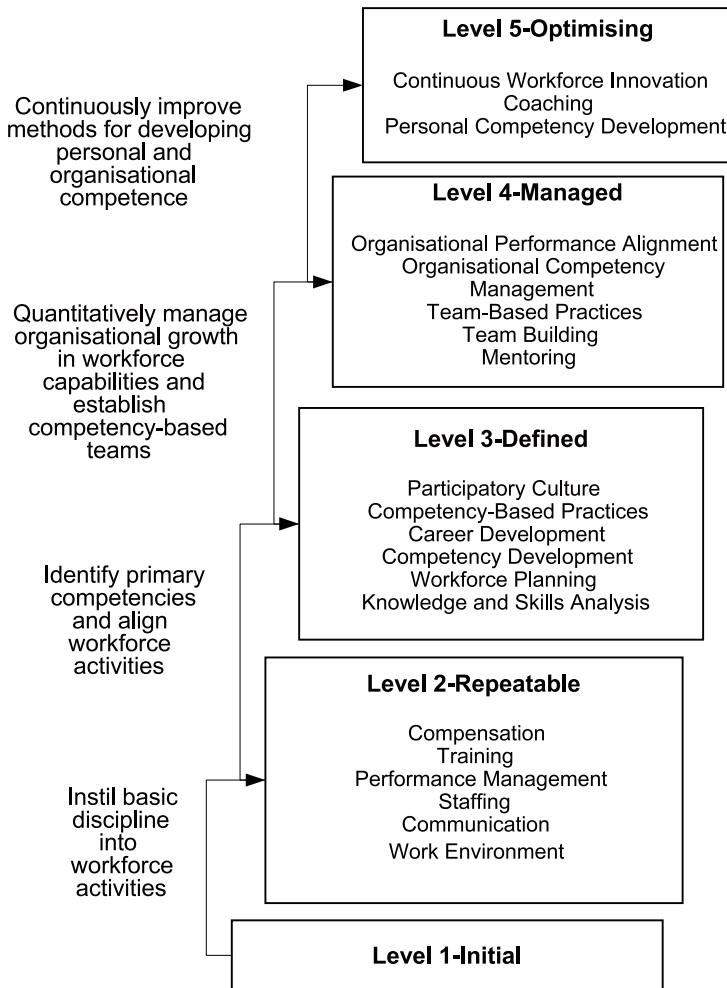 Level 5-Optimising
Continuous Workforce Innovation
Coaching
Personal Competency Development
Continuously improve
methods for developing
personal and
organisational
competence
Level 4-Managed
Organisational Performance Alignment
Organisational Competency
Management
Team-Based Practices
Team Building
Mentoring
Quantitatively manage
organisational growth
in workforce
capabilities and
establish
competency-based
teams
Level 3-Defined
Participatory Culture
Competency-Based Practices
Career Development
Competency Development
Workforce Planning
Knowledge and Skills Analysis
Identify primary
competencies
and align
workforce
activities
Level 2-Repeatable
Compensation
Training
Performance Management
Staffing
Communication
Work Environment
Instil basic
discipline
into
workforce
activities
Level 1-Initial